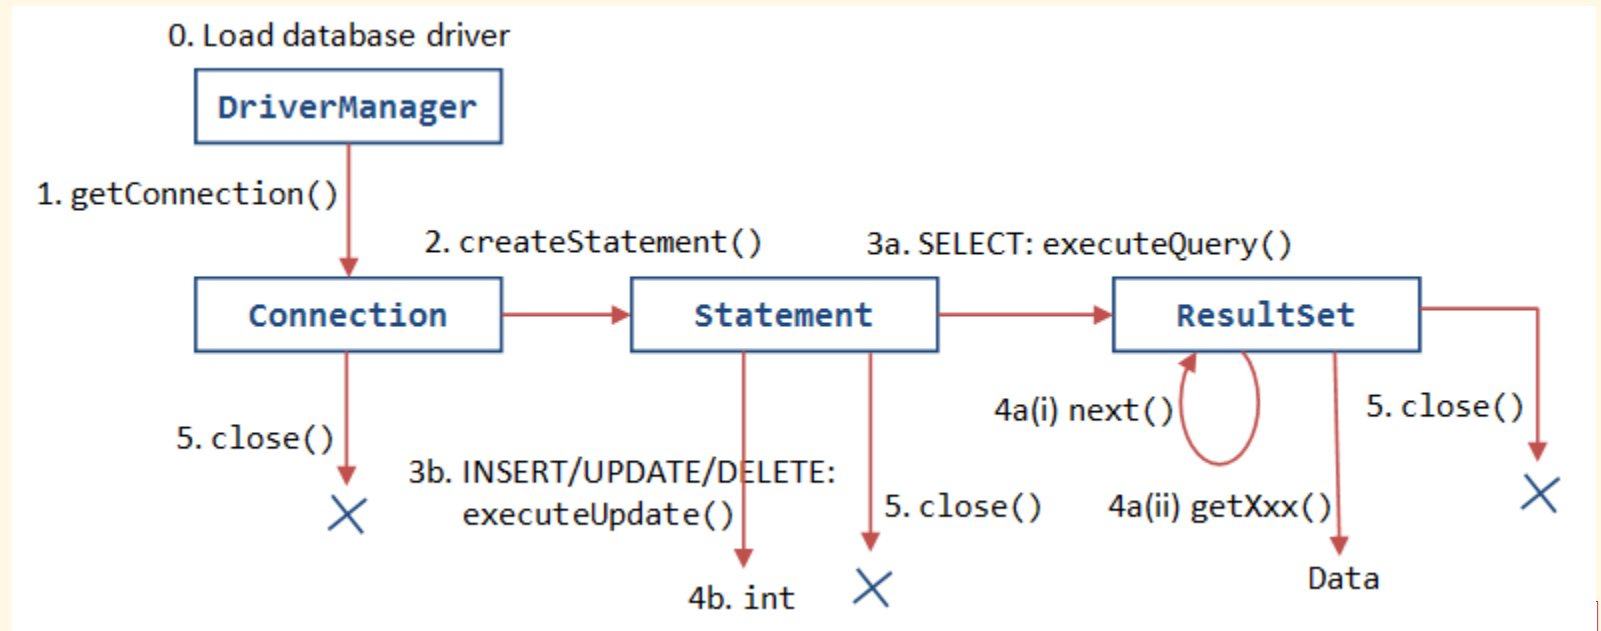 0. Load database driver
DriverManager
1. getConnection()
2. createStatement()
3a. SELECT: executeQuery()
Connection
Statement
ResultSet
4a(i) next()
5. close()
5. close()
3b. INSERT/UPDATE/DELETE:
executeUpdate()
5. close()
4a(ii) getXxx()
4b. int
Data